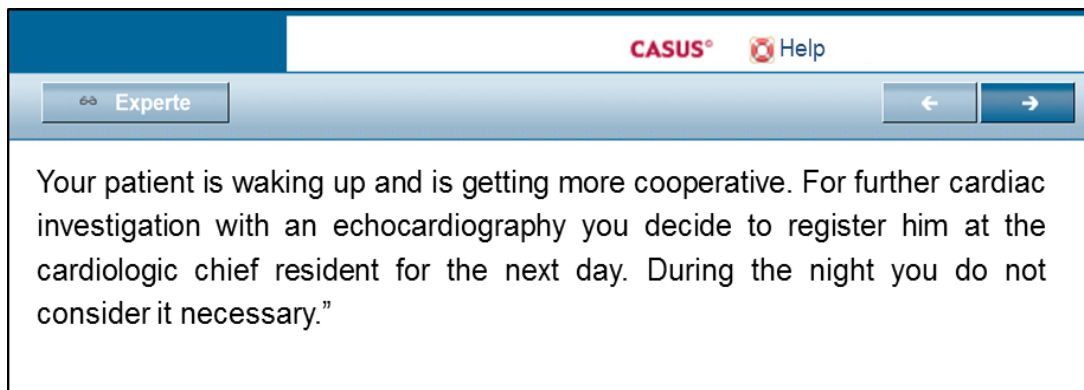 CASUS© Help
Experte
Your patient is waking up and is getting more cooperative. For further cardiac
investigation with an echocardiography you decide to register him at the
cardiologic chief resident for the next day. During the night you do not
consider it necessary.”